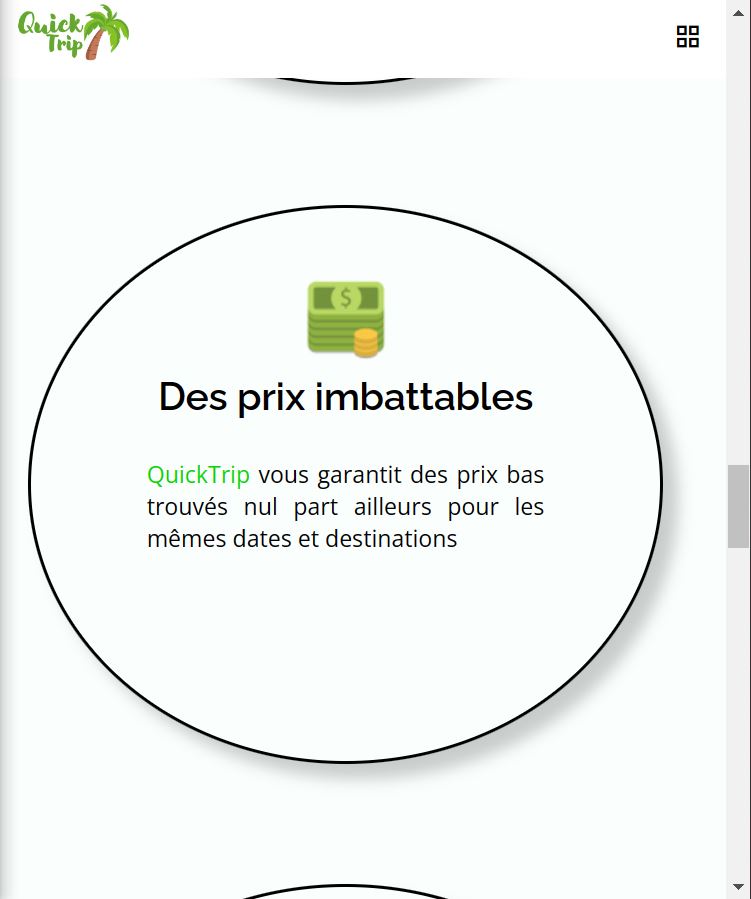 Quick
Trip
$
Des prix imbattables
QuickTrip vous garantit des prix bas
trouvés nul part ailleurs pour les
mêmes dates et destinations